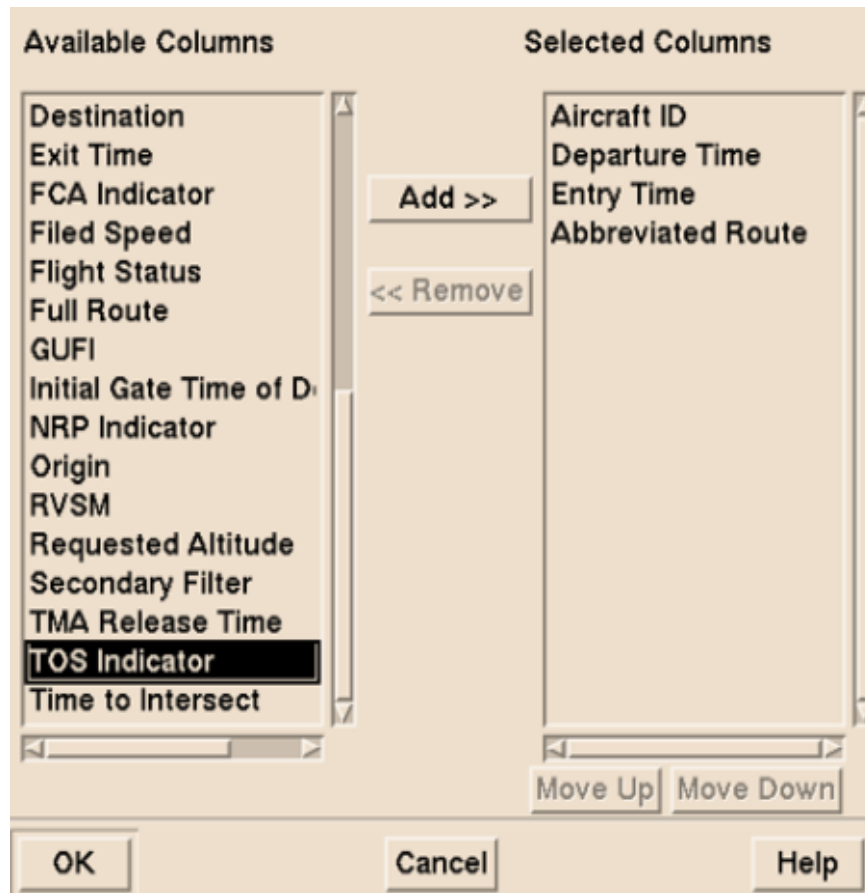 Available Columns
Selected Columns
Destination
Exit Time
FCA Indicator
Filed Speed
Flight Status
Full Route
GUFI
Initial Gate Time of D
NRP Indicator
Origin
RVSM
Requested Altitude
Secondary Filter
TMA Release Time
TOS Indicator
Time to Intersect
Add >>
<< Remove
Aircraft ID
Departure Time
Entry Time
Abbreviated Route
Move Up
Move Down
OK
Cancel
Help